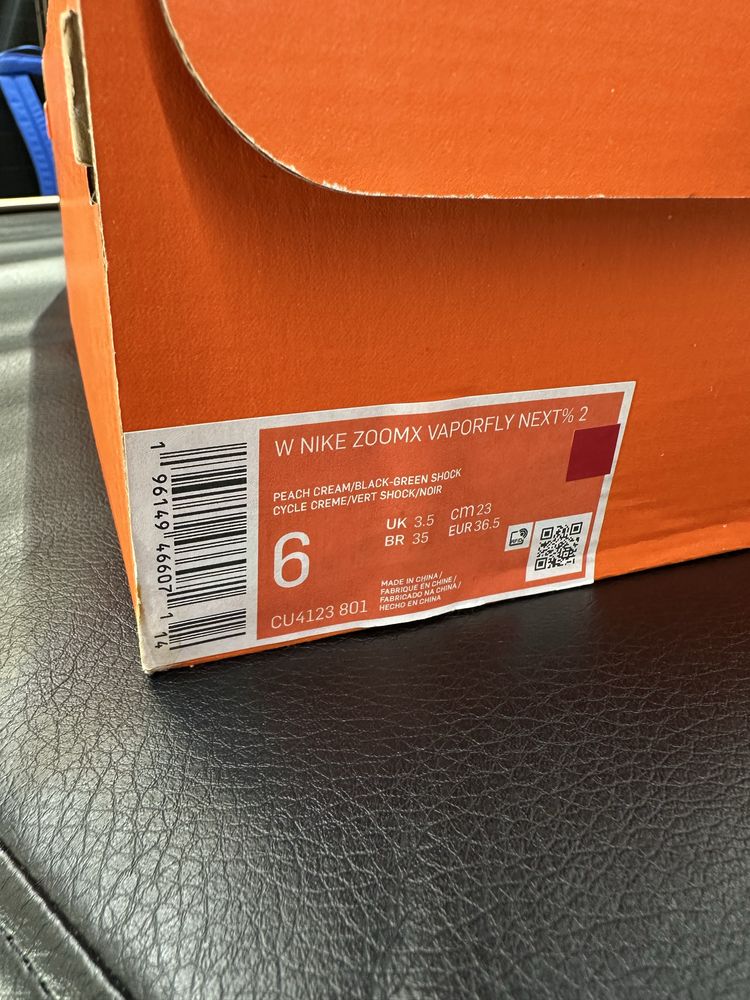 W NIKE ZOOMX VAPORFLY NEXT% 2
PEACH CREAM/BLACK-GREEN SHOCK
CYCLE CREME/VERT SHOCK/NOIR
6
UK 3.5 cm 23
BR 35 EUR 36.5
MADE IN CHINA /
FABRIQUE EN CHINE /
FABRICADO NA CHINA /
HECHO EN CHINA
CU4123 801
1 96149 46607 1 14